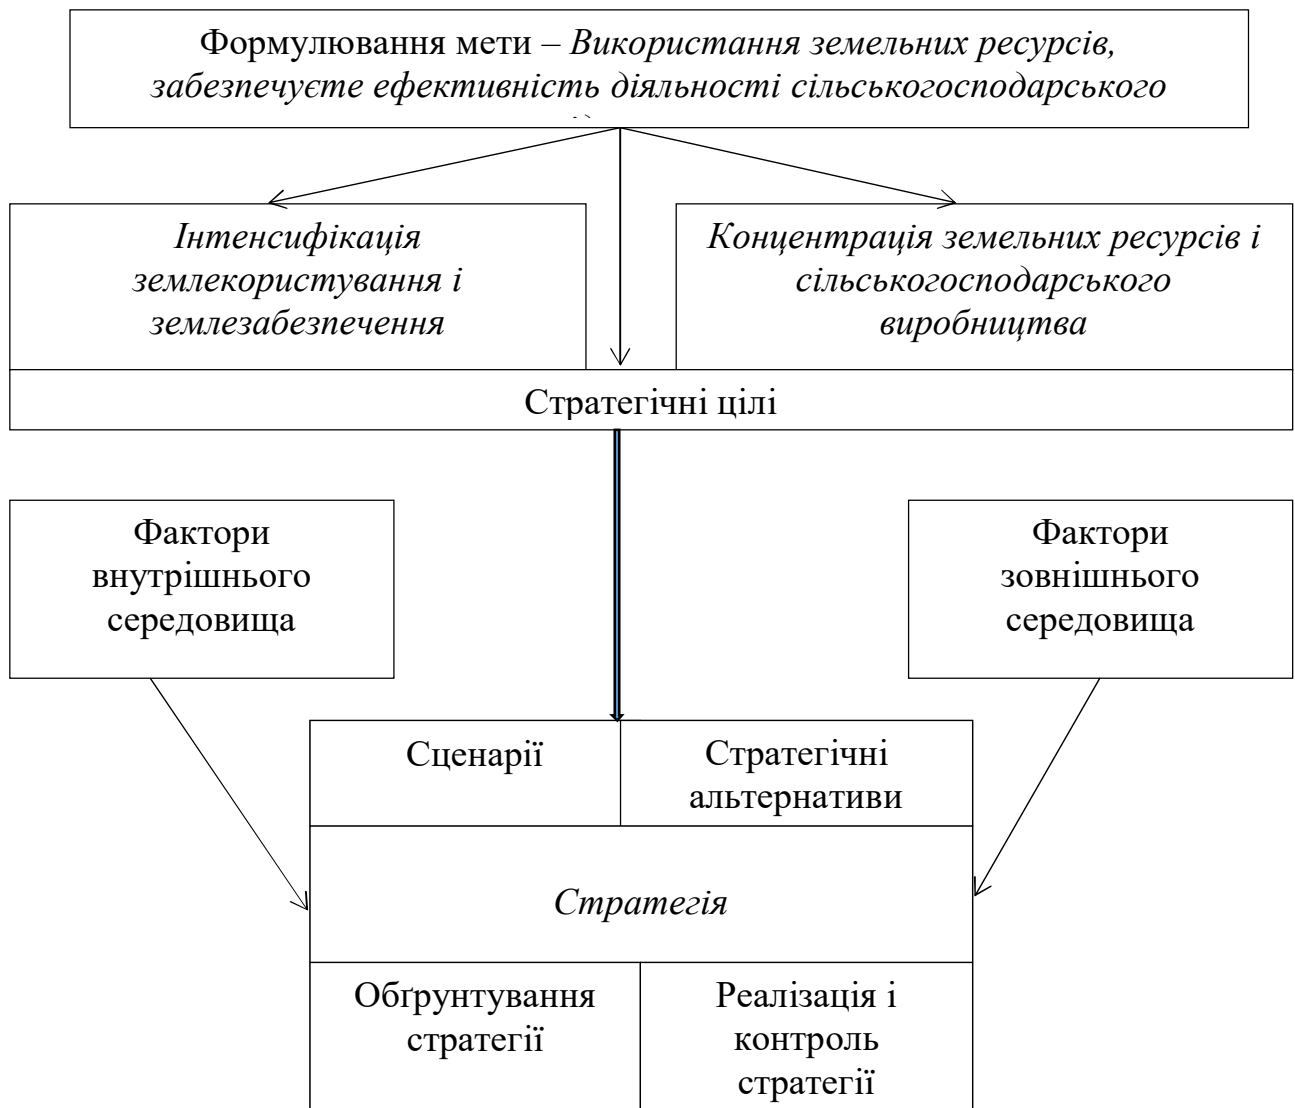 Формулювання мети – Використання земельних ресурсів,
забезпечуєте ефективність діяльності сільськогосподарського
Інтенсифікація
землекористування і
землезабезпечення
Концентрація земельних ресурсів і
сільськогосподарського
виробництва
Стратегічні цілі
Фактори
внутрішнього
середовища
Фактори
зовнішнього
середовища
Сценарії
Стратегічні
альтернативи
Стратегія
Обґрунтування
стратегії
Реалізація і
контроль
стратегії